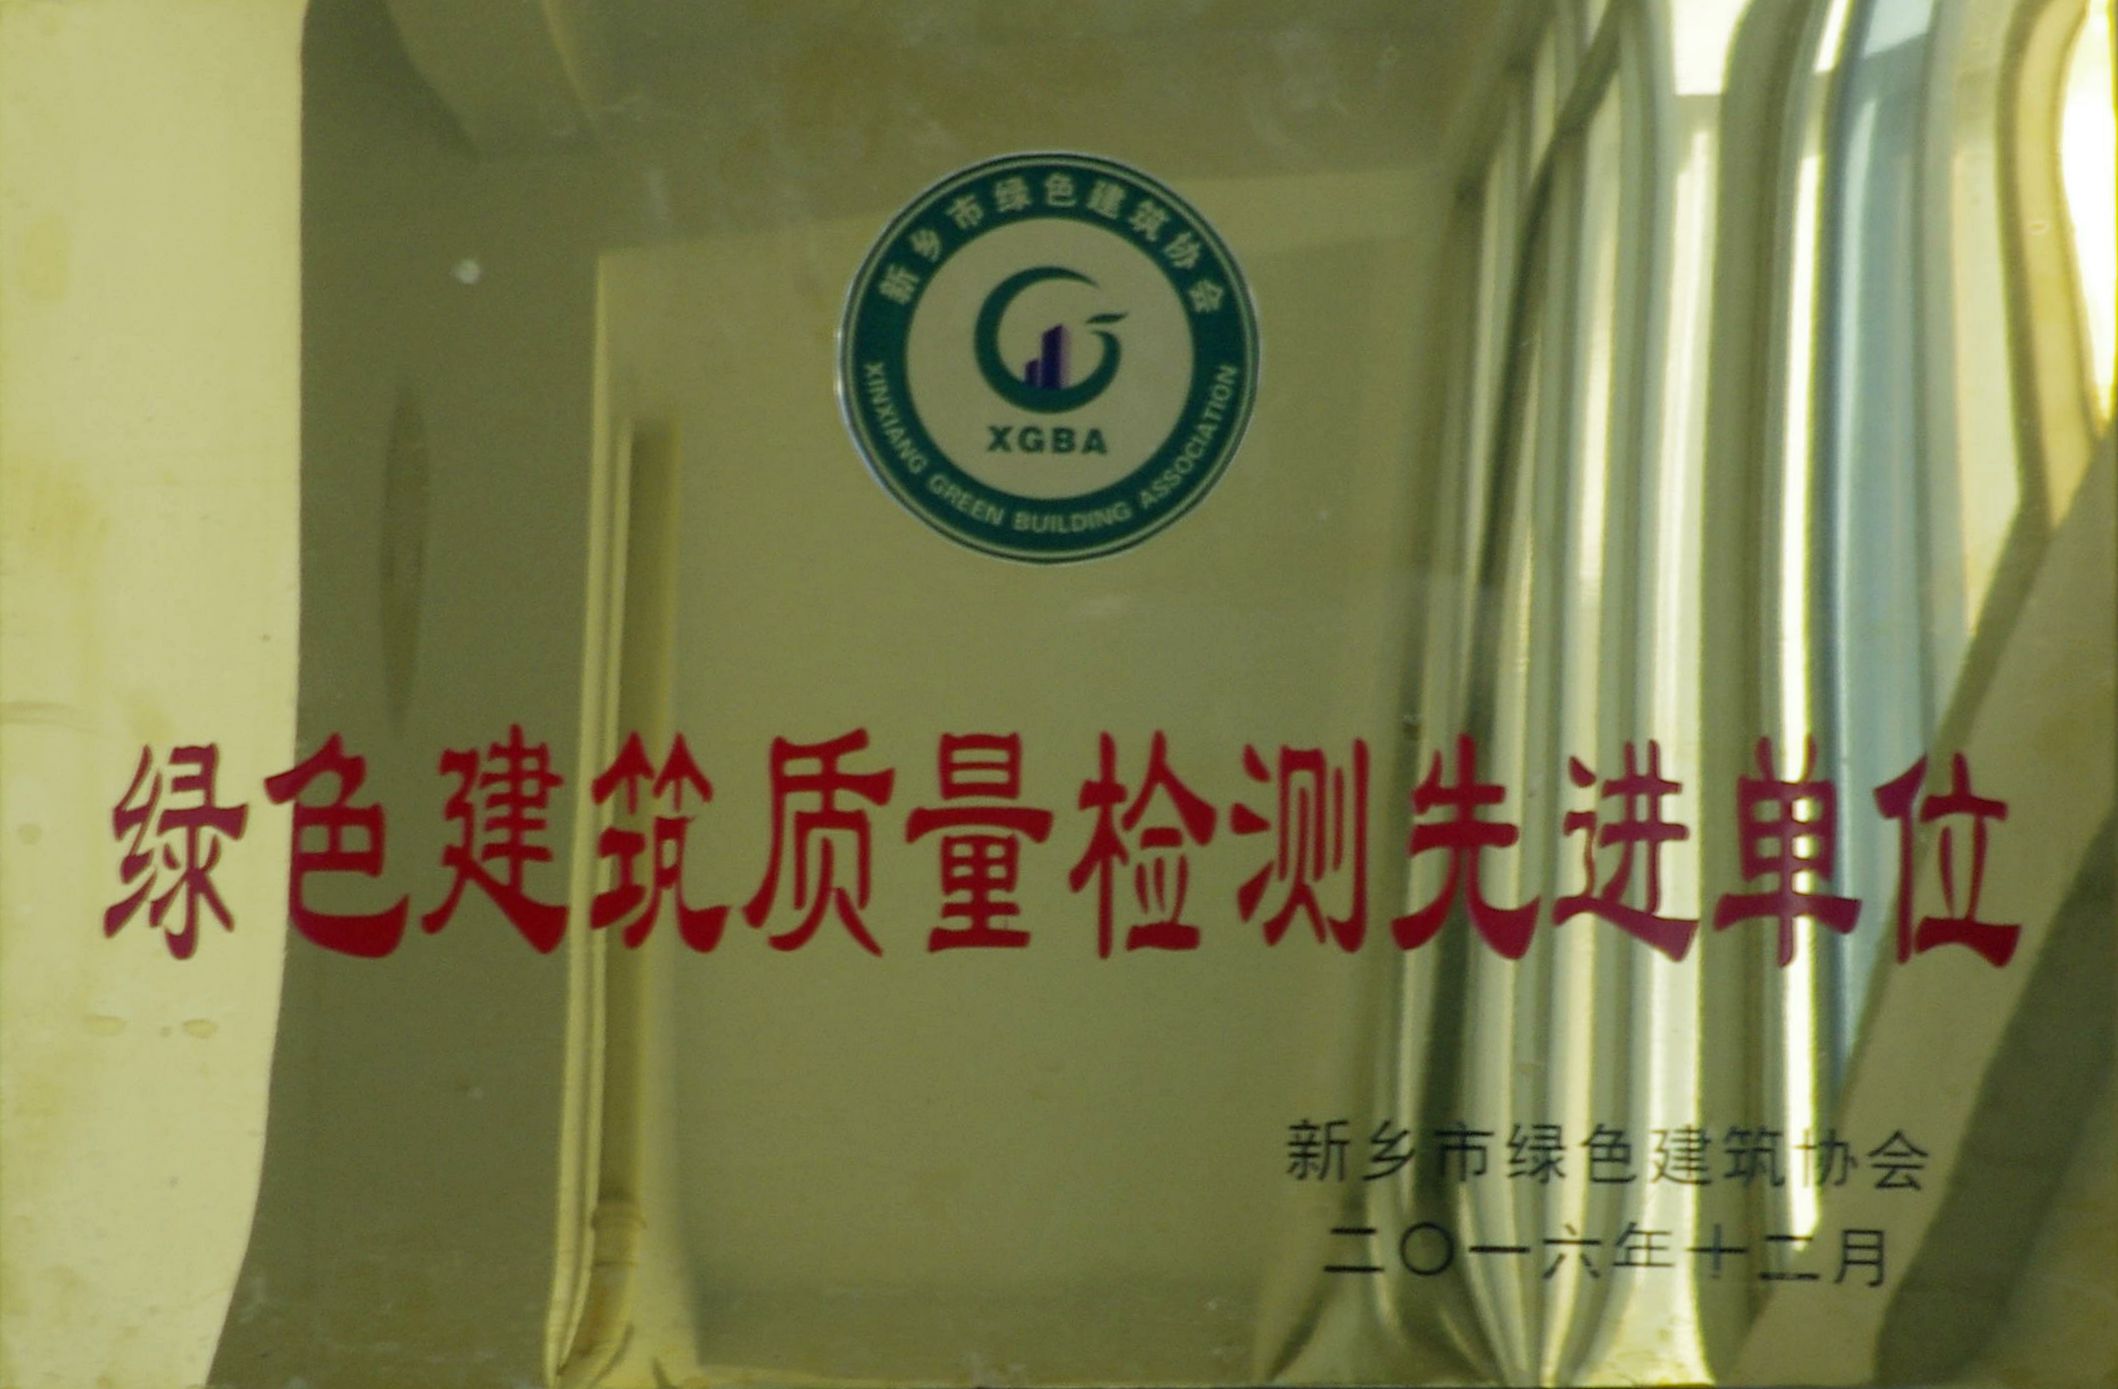 新乡市绿色建筑协会
XGBA
XINXIANG GREEN BUILDING ASSOCIATION
绿色建筑质量检测先进单位
新乡市绿色建筑协会
二〇一六年十二月